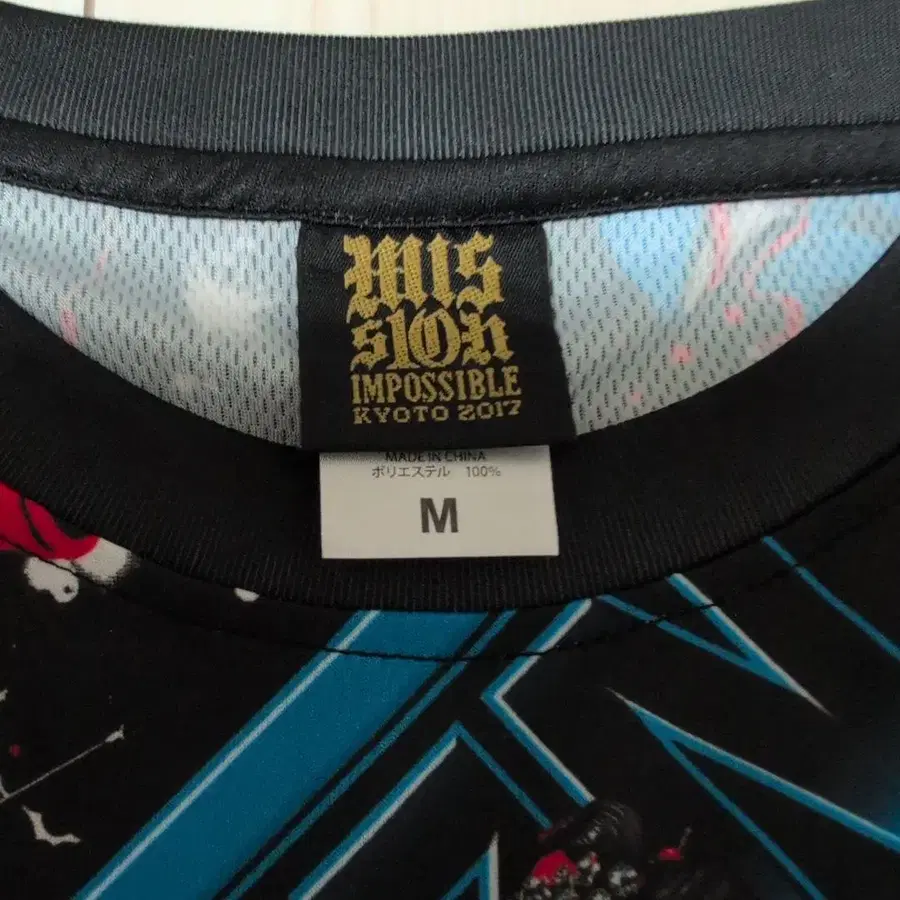 MIS
SION
IMPOSSIBLE
KYOTO 2017
MADE IN CHINA
ポリエステル 100%
M